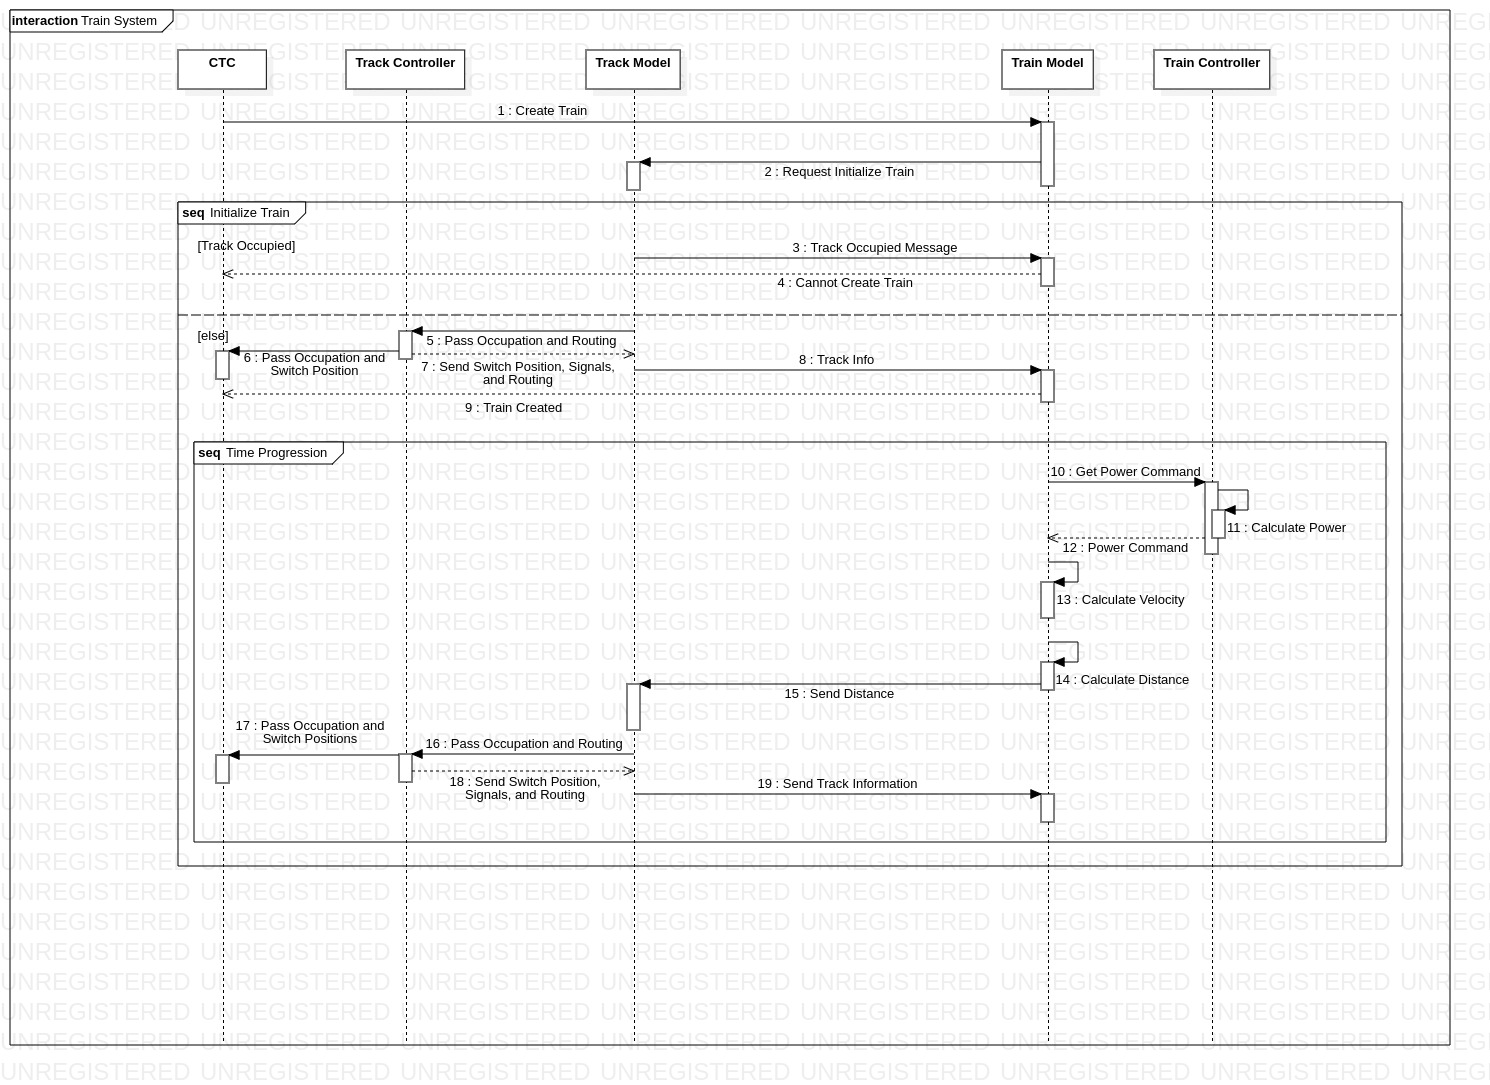 interaction Train System
CTC
Track Controller
Track Model
Train Model
Train Controller
1 : Create Train
2 : Request Initialize Train
seq Initialize Train
[Track Occupied]
3 : Track Occupied Message
4 : Cannot Create Train
[else]
5 : Pass Occupation and Routing
6 : Pass Occupation and
Switch Position
7 : Send Switch Position, Signals,
and Routing
8 : Track Info
9 : Train Created
seq Time Progression
10 : Get Power Command
11 : Calculate Power
12 : Power Command
13 : Calculate Velocity
14 : Calculate Distance
15 : Send Distance
16 : Pass Occupation and Routing
17 : Pass Occupation and
Switch Positions
18 : Send Switch Position,
Signals, and Routing
19 : Send Track Information
UNREGISTERED